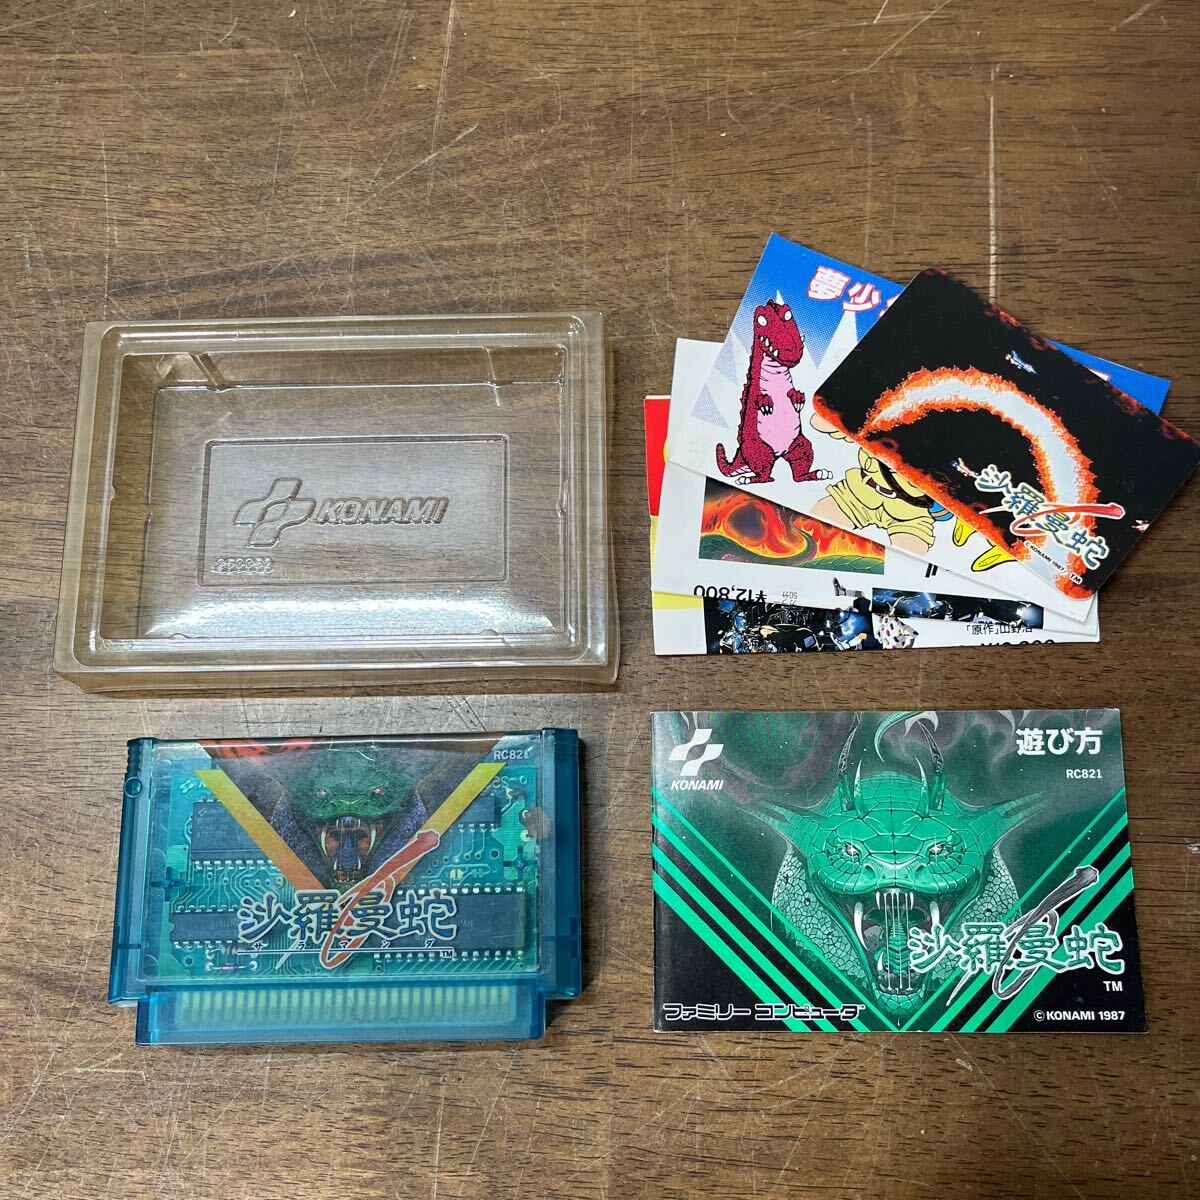 KONAMI
250052
夢少
沙羅曼蛇
©KONAMI 1987 TM
¥12,800
「原作」山野浩
RC821
沙羅曼蛇
サラマンダ
TM
KONAMI
遊び方
RC821
沙羅曼蛇
TM
ファミリーコンピュータ
©KONAMI 1987